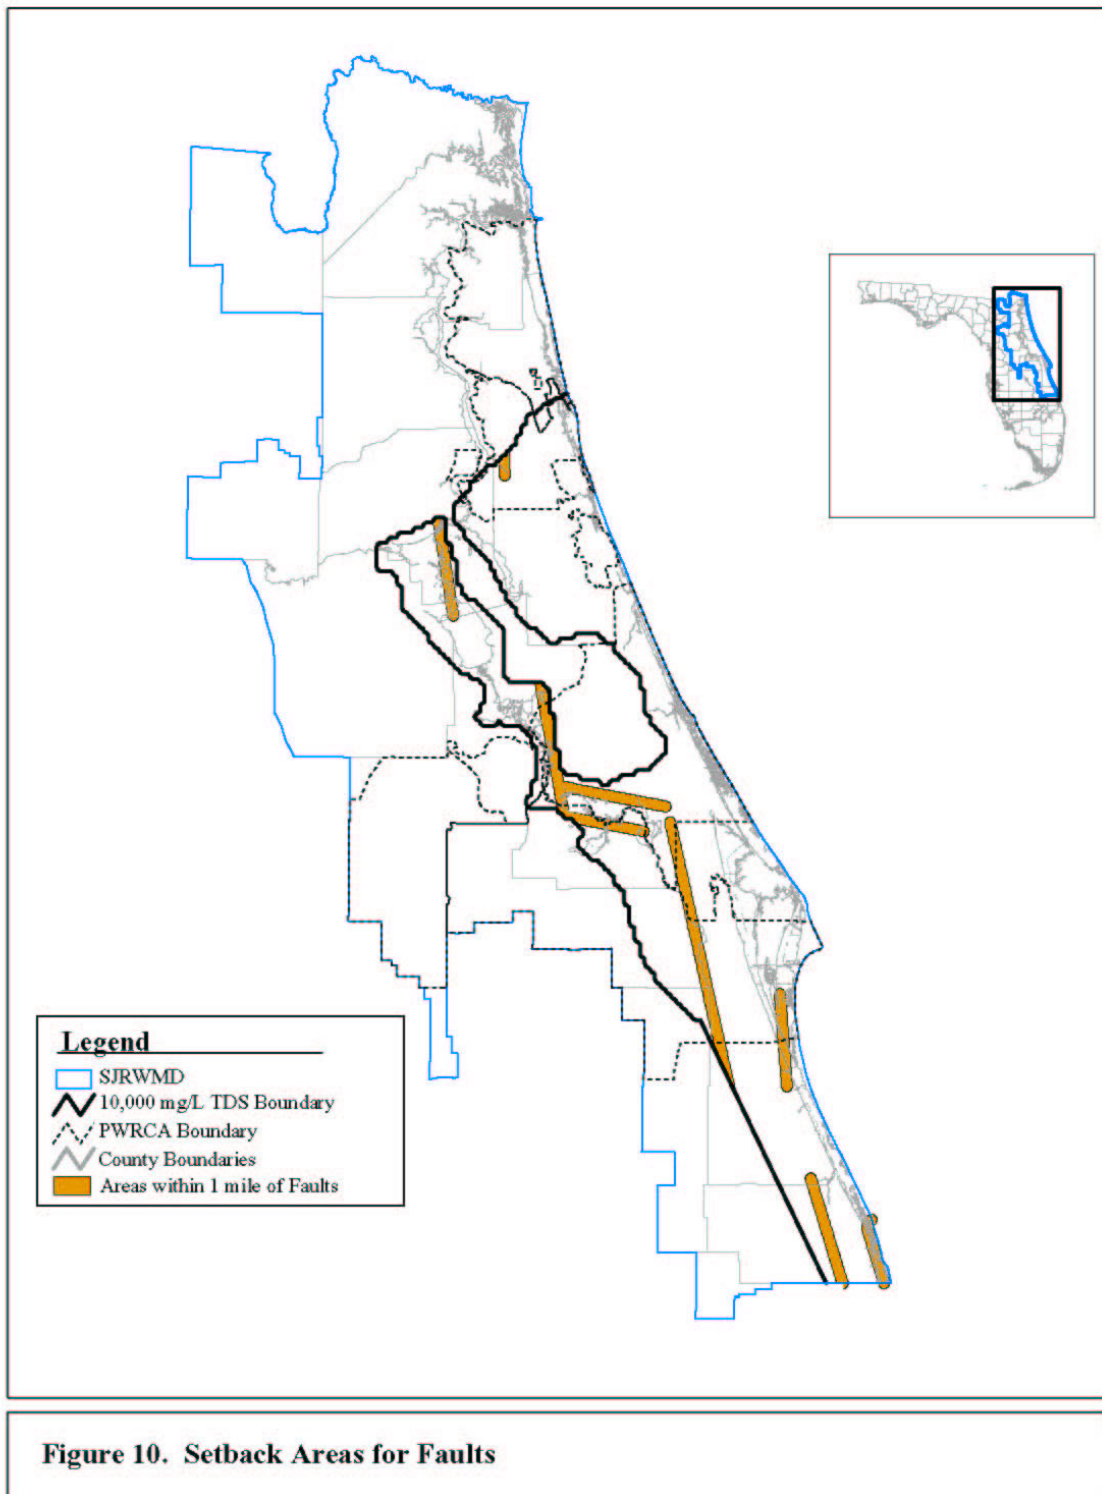 Legend
SJRWMD
10,000 mg/L TDS Boundary
PWRCA Boundary
County Boundaries
Areas within 1 mile of Faults
Figure 10. Setback Areas for Faults